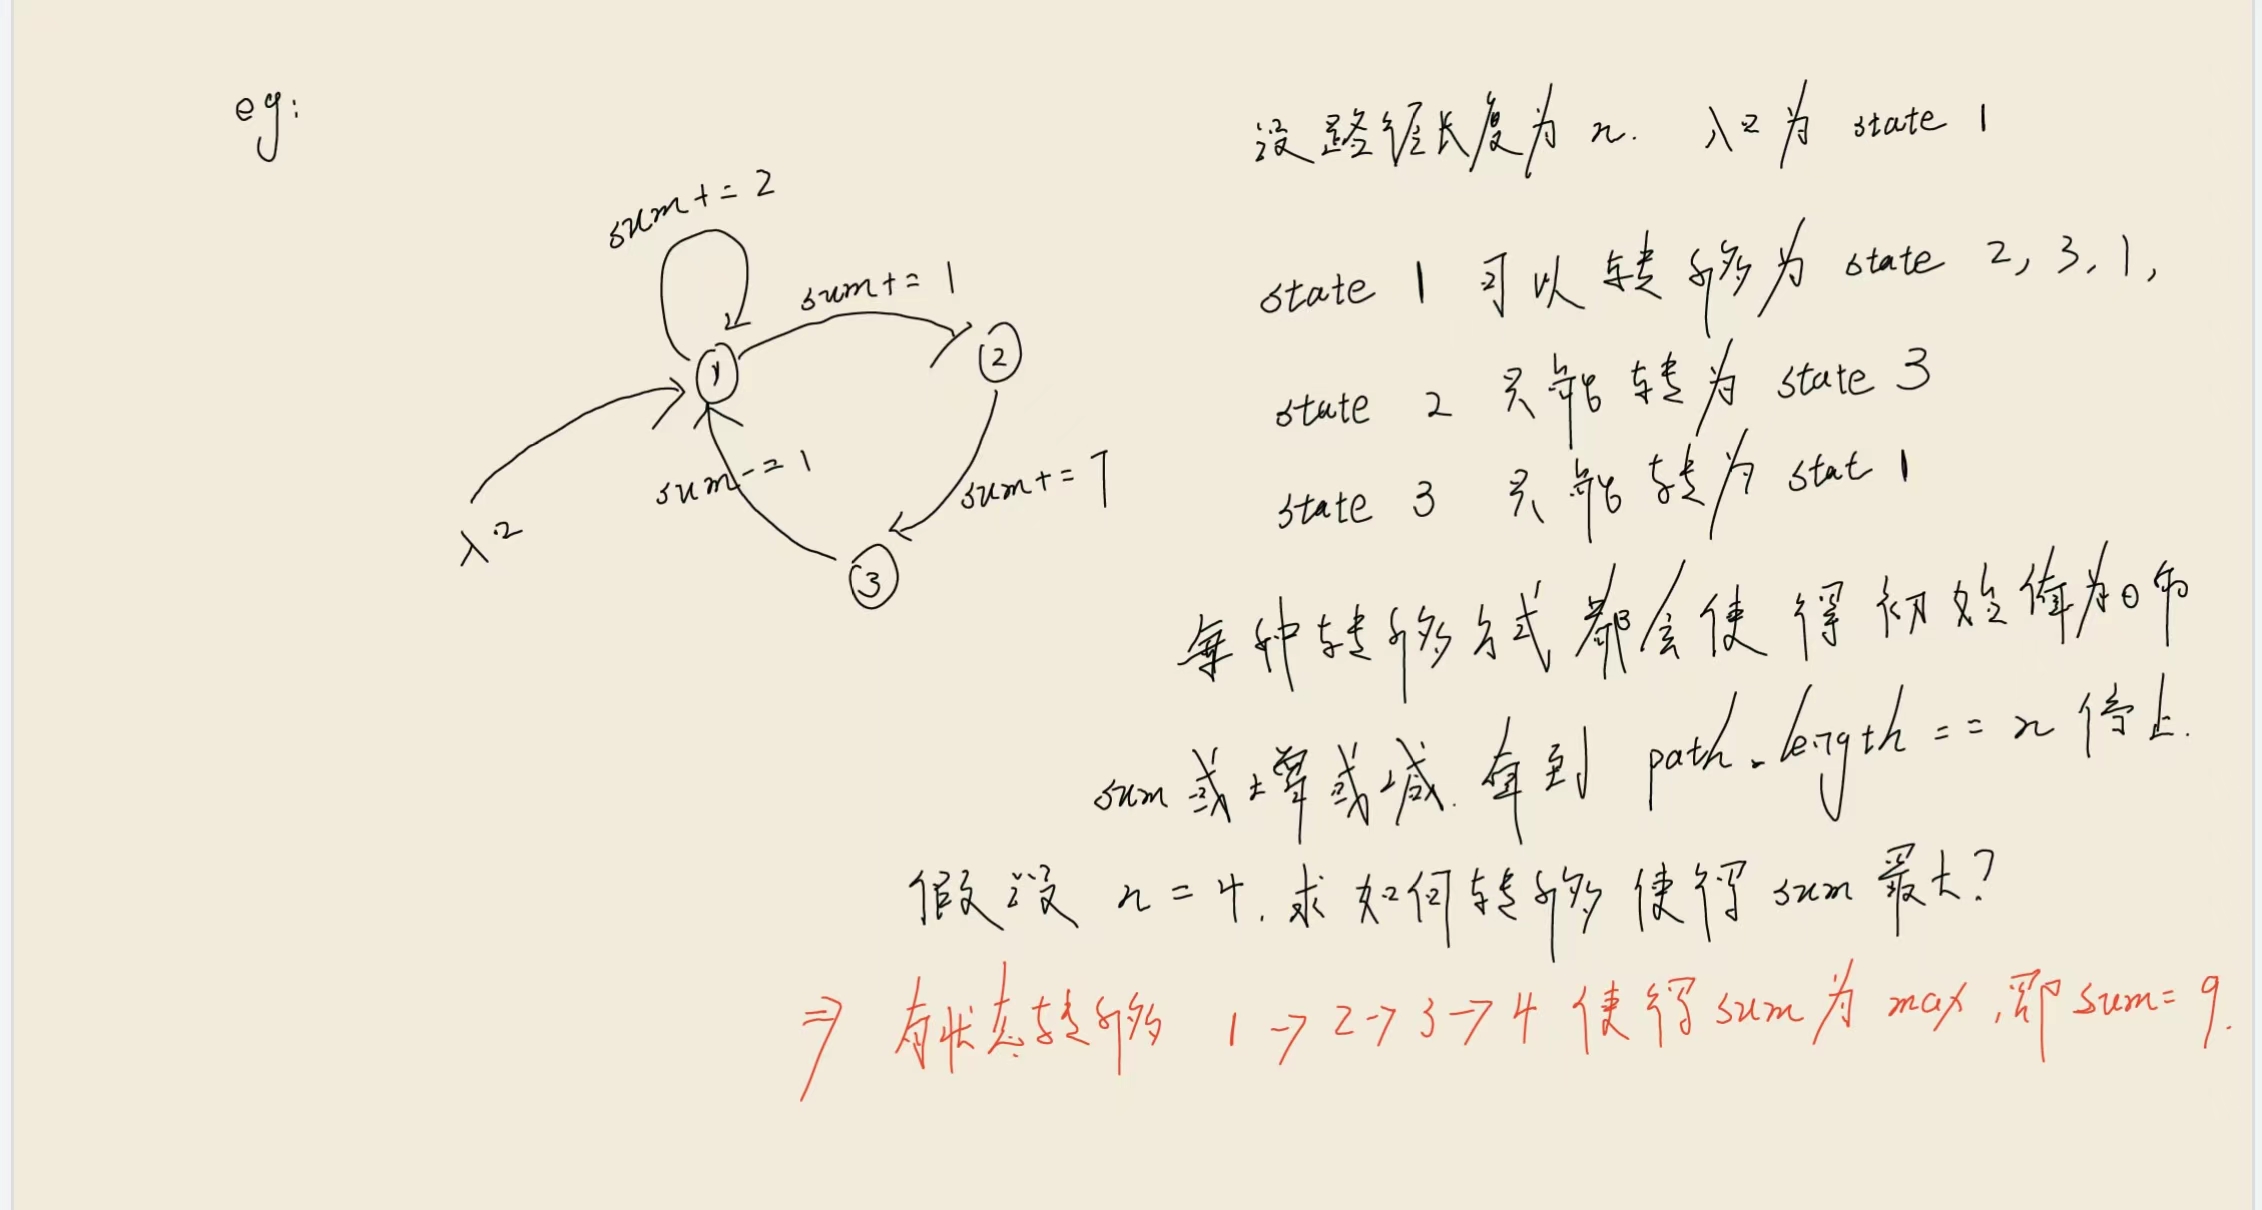 eg:
sum += 2
sum += 1
1
2
sum -= 1
sum += 7
入口
3
设路径长度为 n. 入口为 state 1
state 1 可以转移为 state 2, 3, 1,
state 2 只能转为 state 3
state 3 只能转为 stat 1
每种转移方式都会使得初始值为0的
sum 或增或减. 直到 path.length == n 停止.
假设 n = 4. 求如何转移使得 sum 最大?
⇒ 有状态转移 1 → 2 → 3 → 4 使得 sum 为 max, 即 sum = 9.